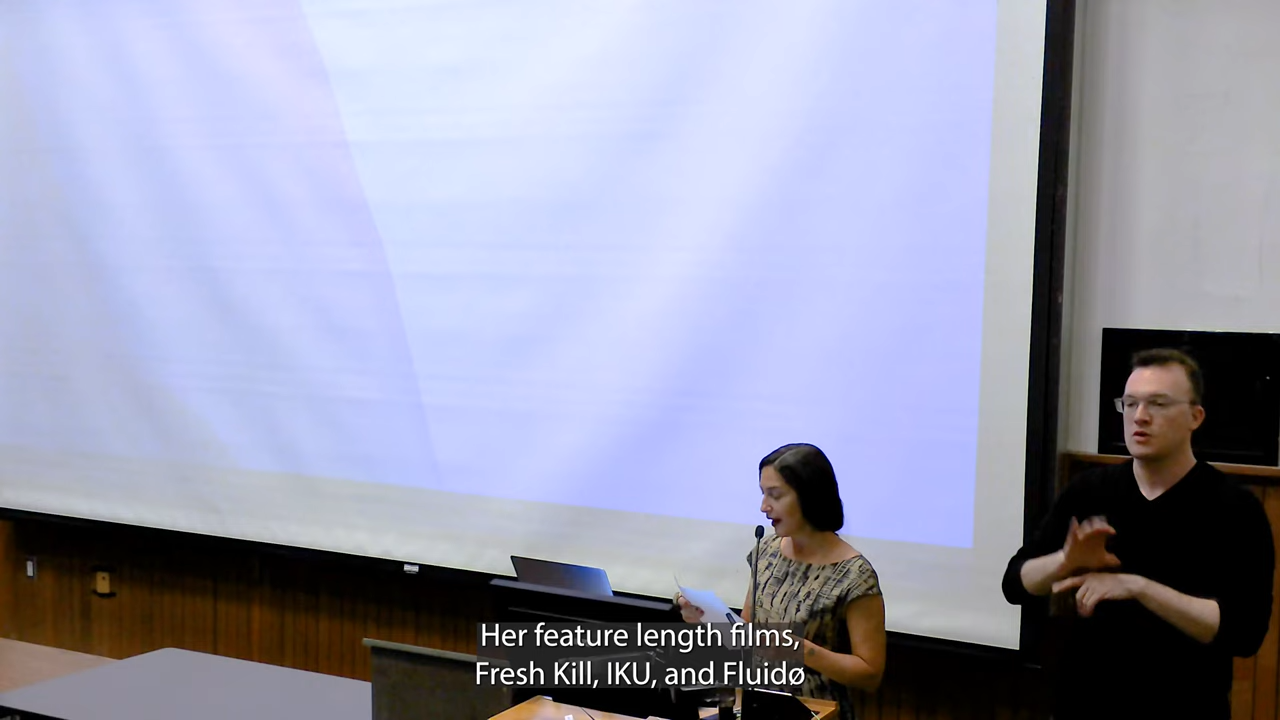 Her feature length films,
Fresh Kill, IKU, and Fluidø